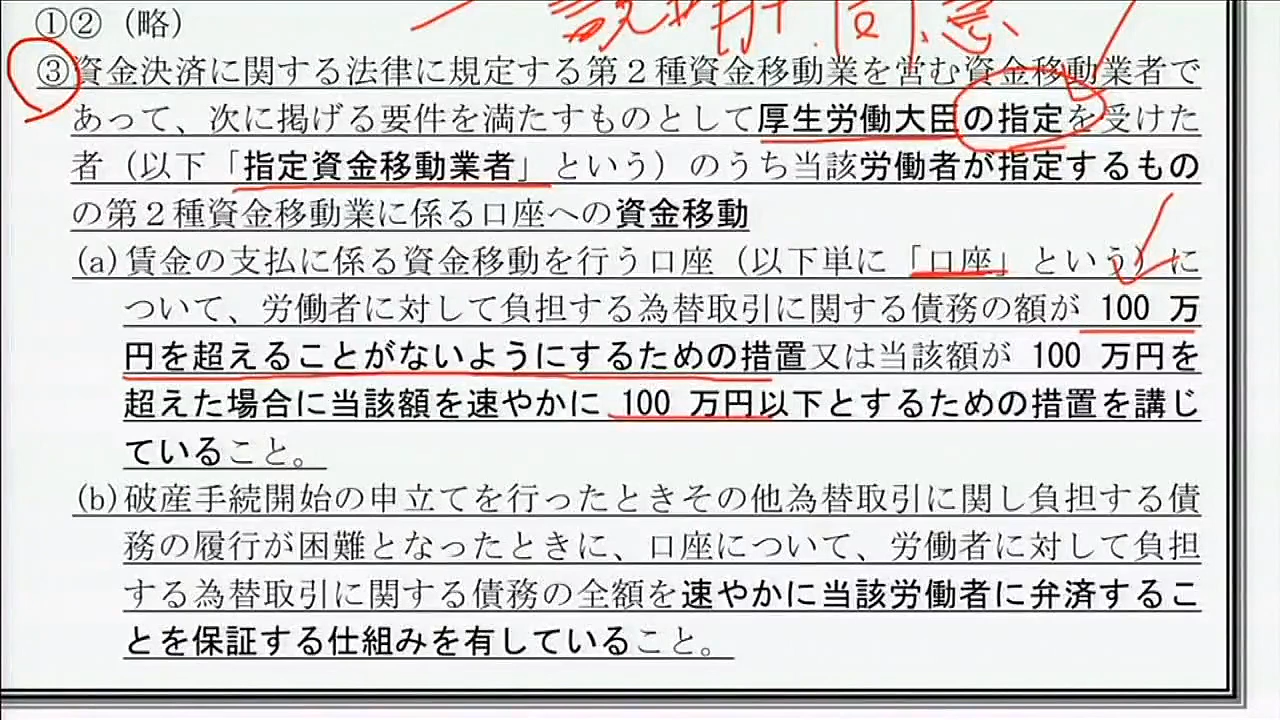 説明.同意
①②（略）
③資金決済に関する法律に規定する第２種資金移動業を営む資金移動業者で
あって、次に掲げる要件を満たすものとして厚生労働大臣の指定を受けた
者（以下「指定資金移動業者」という）のうち当該労働者が指定するもの
の第２種資金移動業に係る口座への資金移動
(a)賃金の支払に係る資金移動を行う口座（以下単に「口座」という）に
ついて、労働者に対して負担する為替取引に関する債務の額が 100 万
円を超えることがないようにするための措置又は当該額が 100 万円を
超えた場合に当該額を速やかに 100 万円以下とするための措置を講じ
ていること。
(b)破産手続開始の申立てを行ったときその他為替取引に関し負担する債
務の履行が困難となったときに、口座について、労働者に対して負担
する為替取引に関する債務の全額を速やかに当該労働者に弁済するこ
とを保証する仕組みを有していること。